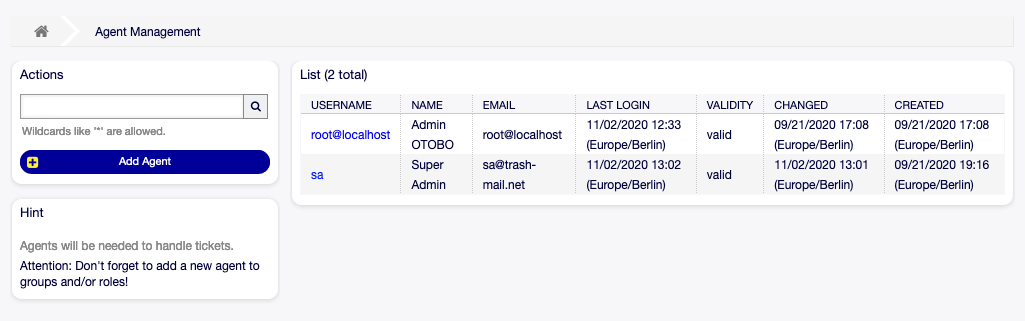 Agent Management
Actions
Wildcards like '*' are allowed.
Add Agent
Hint
Agents will be needed to handle tickets.
Attention: Don't forget to add a new agent to
groups and/or roles!
List (2 total)
USERNAME NAME EMAIL LAST LOGIN VALIDITY CHANGED CREATED
root@localhost Admin OTOBO root@localhost 11/02/2020 12:33 (Europe/Berlin) valid 09/21/2020 17:08 (Europe/Berlin) 09/21/2020 17:08 (Europe/Berlin)
sa Super Admin sa@trash-mail.net 11/02/2020 13:02 (Europe/Berlin) valid 11/02/2020 13:01 (Europe/Berlin) 09/21/2020 19:16 (Europe/Berlin)